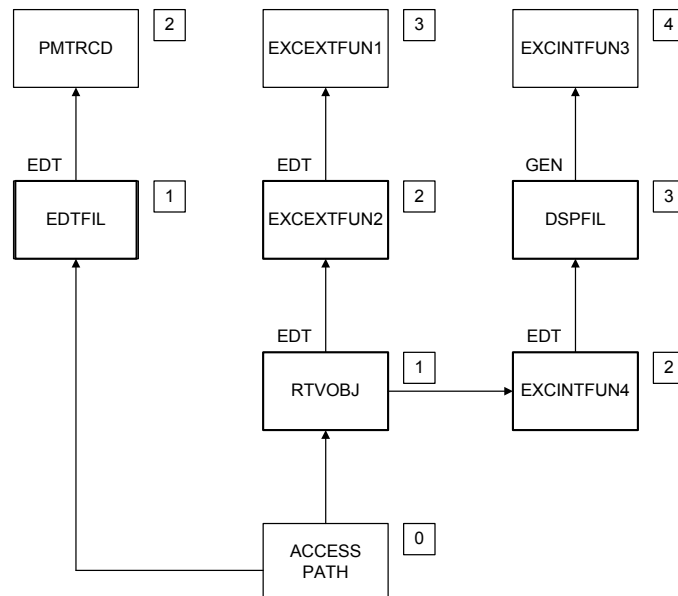 2
3
4
PMTRCD
EXCEXTFUN1
EXCINTFUN3
EDT
EDT
GEN
1
2
3
EDTFIL
EXCEXTFUN2
DSPFIL
EDT
EDT
1
2
RTVOBJ
EXCINTFUN4
0
ACCESS
PATH